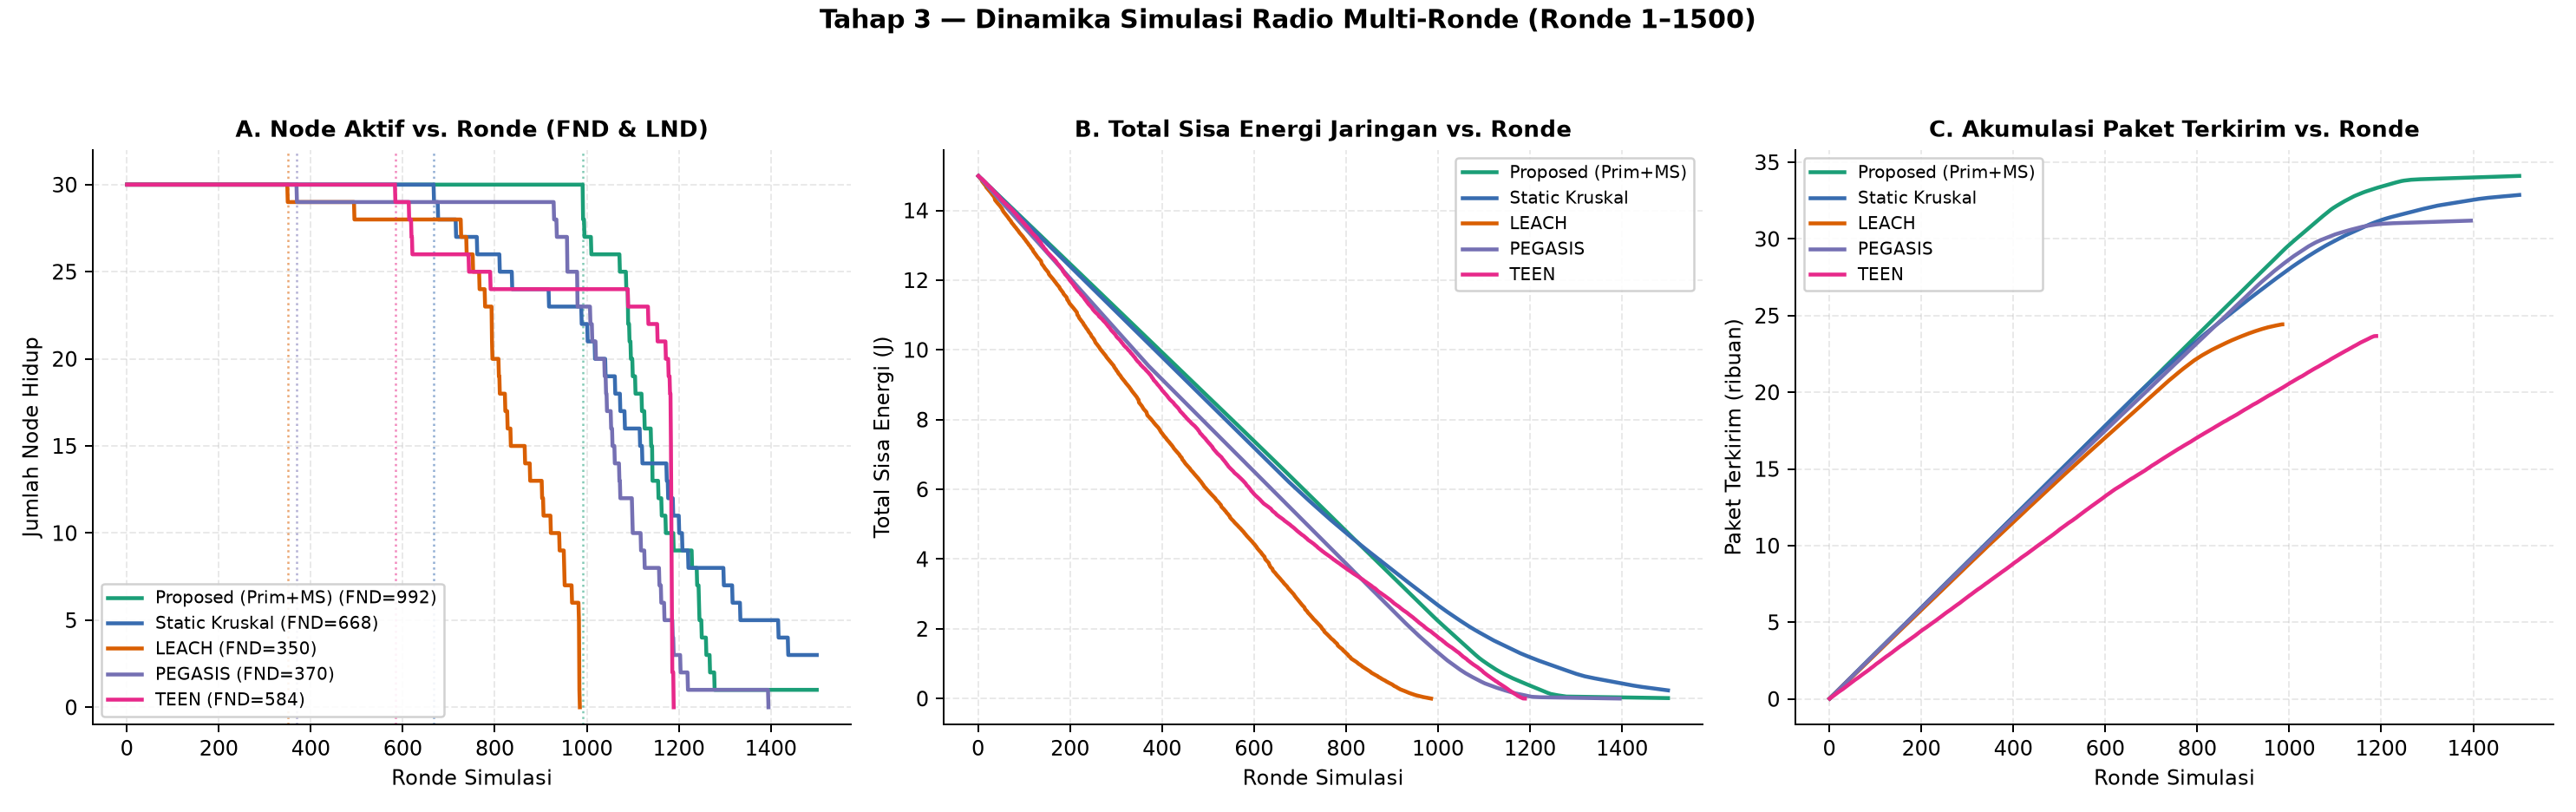 Tahap 3 — Dinamika Simulasi Radio Multi-Ronde (Ronde 1–1500)
A. Node Aktif vs. Ronde (FND & LND)
Jumlah Node Hidup
30
25
20
15
10
5
0
0 200 400 600 800 1000 1200 1400
Ronde Simulasi
Proposed (Prim+MS) (FND=992)
Static Kruskal (FND=668)
LEACH (FND=350)
PEGASIS (FND=370)
TEEN (FND=584)
B. Total Sisa Energi Jaringan vs. Ronde
Total Sisa Energi (J)
14
12
10
8
6
4
2
0
0 200 400 600 800 1000 1200 1400
Ronde Simulasi
Proposed (Prim+MS)
Static Kruskal
LEACH
PEGASIS
TEEN
C. Akumulasi Paket Terkirim vs. Ronde
Paket Terkirim (ribuan)
35
30
25
20
15
10
5
0
0 200 400 600 800 1000 1200 1400
Ronde Simulasi
Proposed (Prim+MS)
Static Kruskal
LEACH
PEGASIS
TEEN